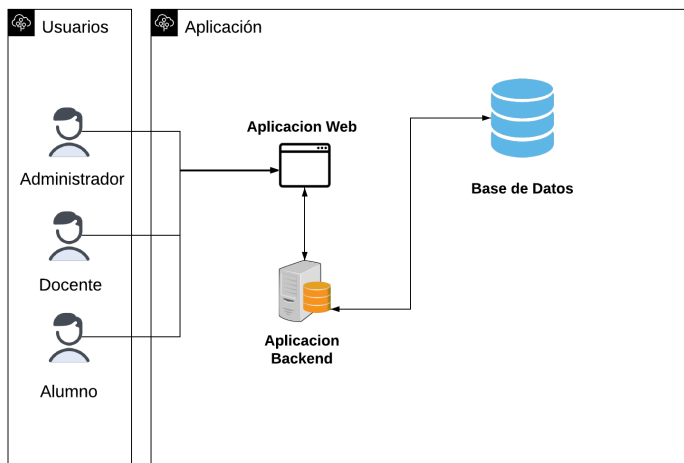 Usuarios
Aplicación
Administrador
Docente
Alumno
Aplicacion Web
Aplicacion
Backend
Base de Datos